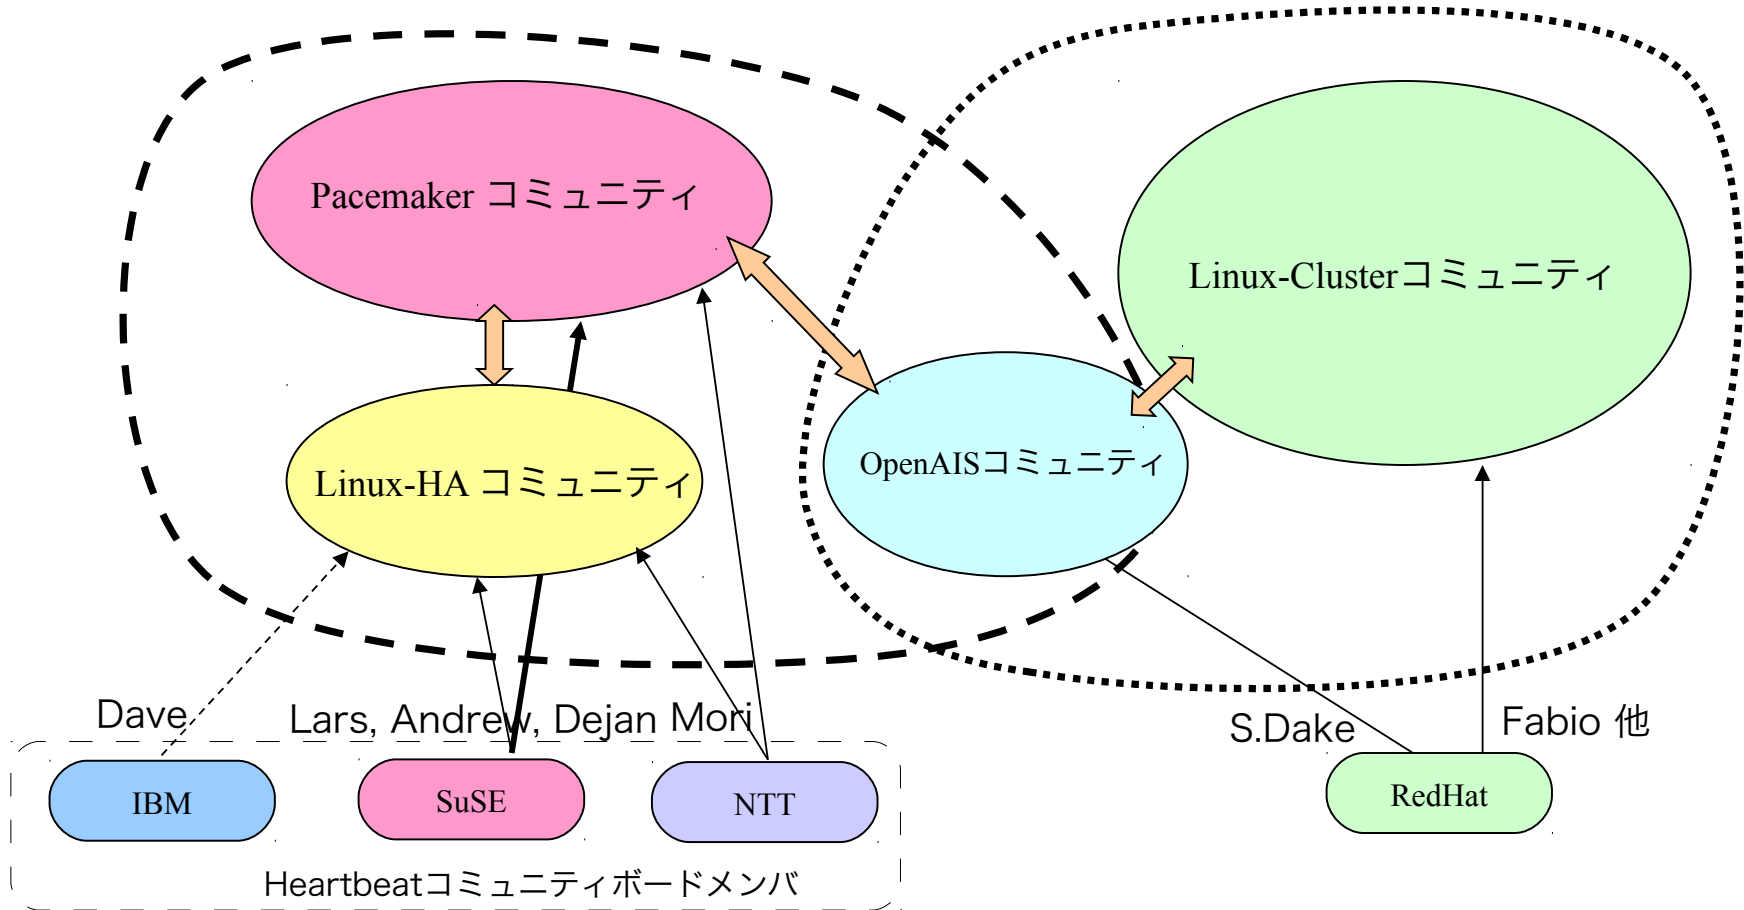 Pacemaker コミュニティ
Linux-Clusterコミュニティ
OpenAISコミュニティ
Linux-HA コミュニティ
Dave
Lars, Andrew, Dejan
Mori
S.Dake
Fabio 他
IBM
SuSE
NTT
RedHat
Heartbeatコミュニティボードメンバ